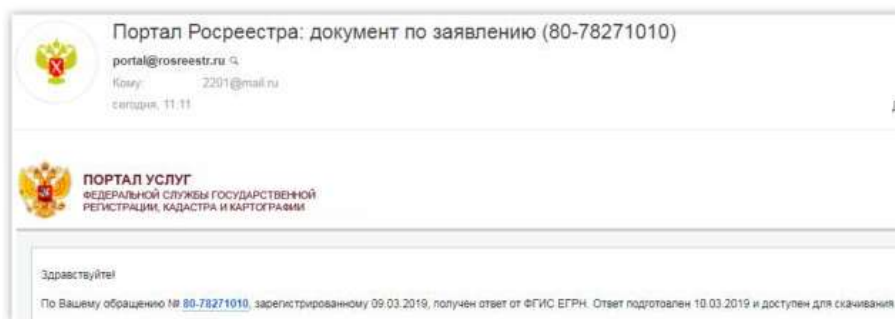 Портал Росреестра: документ по заявлению (80-78271010)
portal@rosreestr.ru
Кому: 2201@mail.ru
сегодня, 11:11
ПОРТАЛ УСЛУГ
ФЕДЕРАЛЬНОЙ СЛУЖБЫ ГОСУДАРСТВЕННОЙ
РЕГИСТРАЦИИ, КАДАСТРА И КАРТОГРАФИИ
Здравствуйте!
По Вашему обращению № 80-78271010, зарегистрированному 09.03.2019, получен ответ от ФГИС ЕГРН. Ответ подготовлен 10.03.2019 и доступен для скачивания